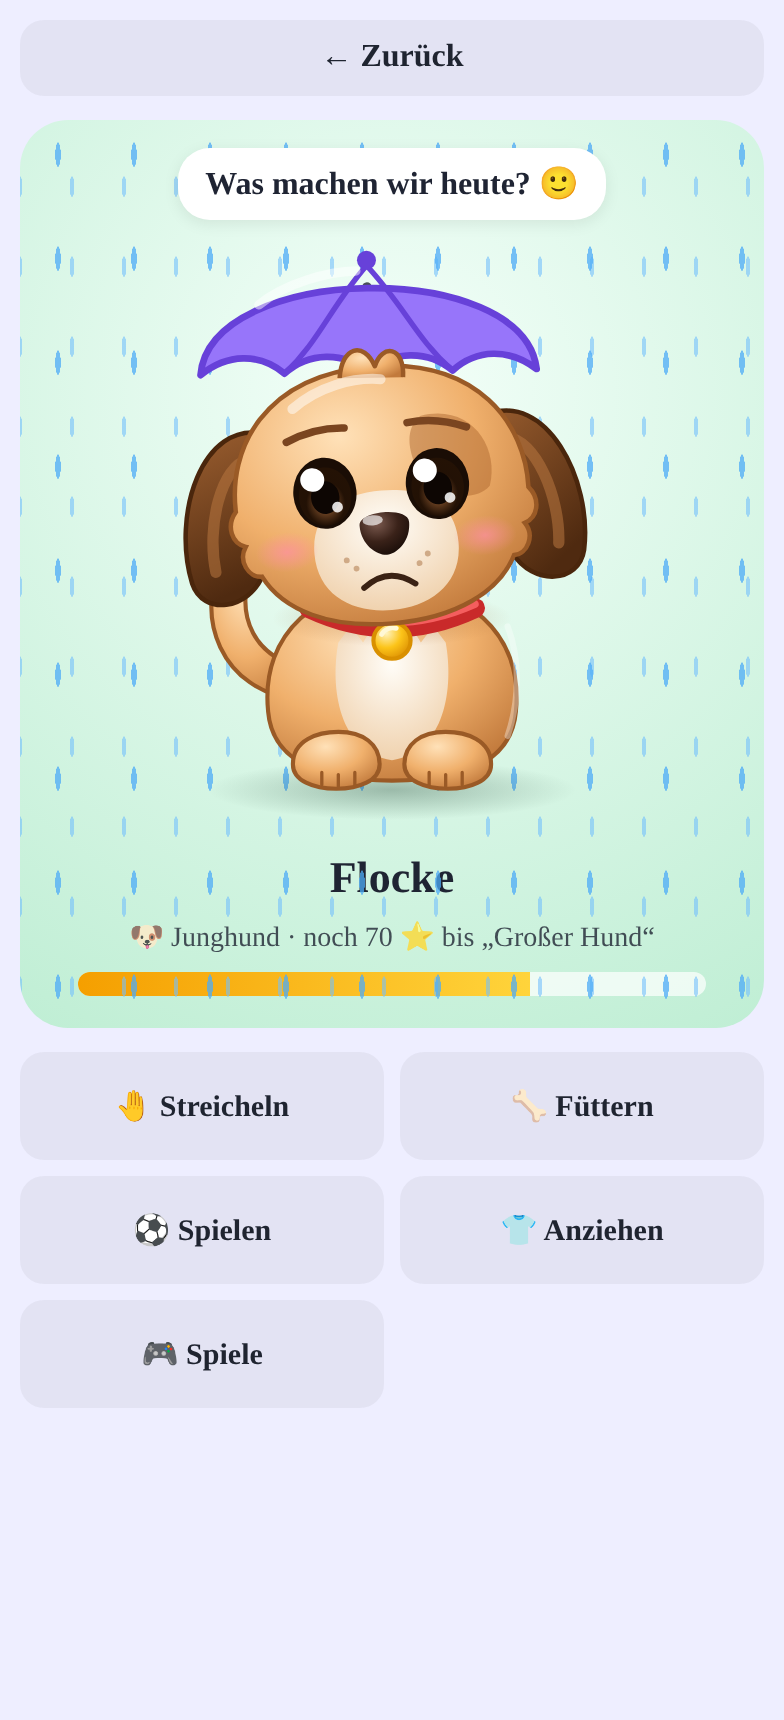 ← Zurück
Was machen wir heute? 🙂
Flocke
🐶 Junghund · noch 70 ⭐ bis „Großer Hund“
🤚 Streicheln
🦴 Füttern
⚽ Spielen
👕 Anziehen
🎮 Spiele